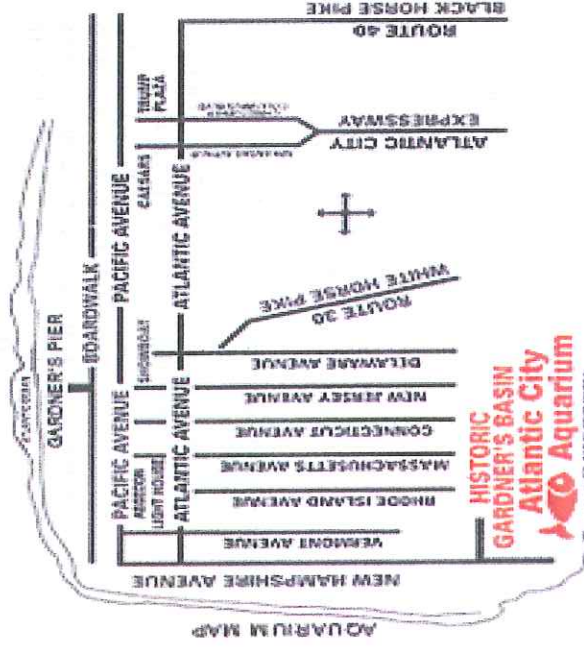 AQUARIUM MAP
NEW HAMPSHIRE AVENUE
VERMONT AVENUE
RHODE ISLAND AVENUE
MASSACHUSETTS AVENUE
CONNECTICUT AVENUE
NEW JERSEY AVENUE
DELAWARE AVENUE
ROUTE 30
WHITE HORSE PIKE
ATLANTIC CITY
EXPRESSWAY
ROUTE 40
BLACK HORSE PIKE
GARDNER'S PIER
BOARDWALK
PACIFIC AVENUE
PACIFIC AVENUE
ABSECON
LIGHT HOUSE
SHOWBOAT
CAESARS
TRUMP
PLAZA
ATLANTIC AVENUE
ATLANTIC AVENUE
HISTORIC
GARDNER'S BASIN
Atlantic City
Aquarium